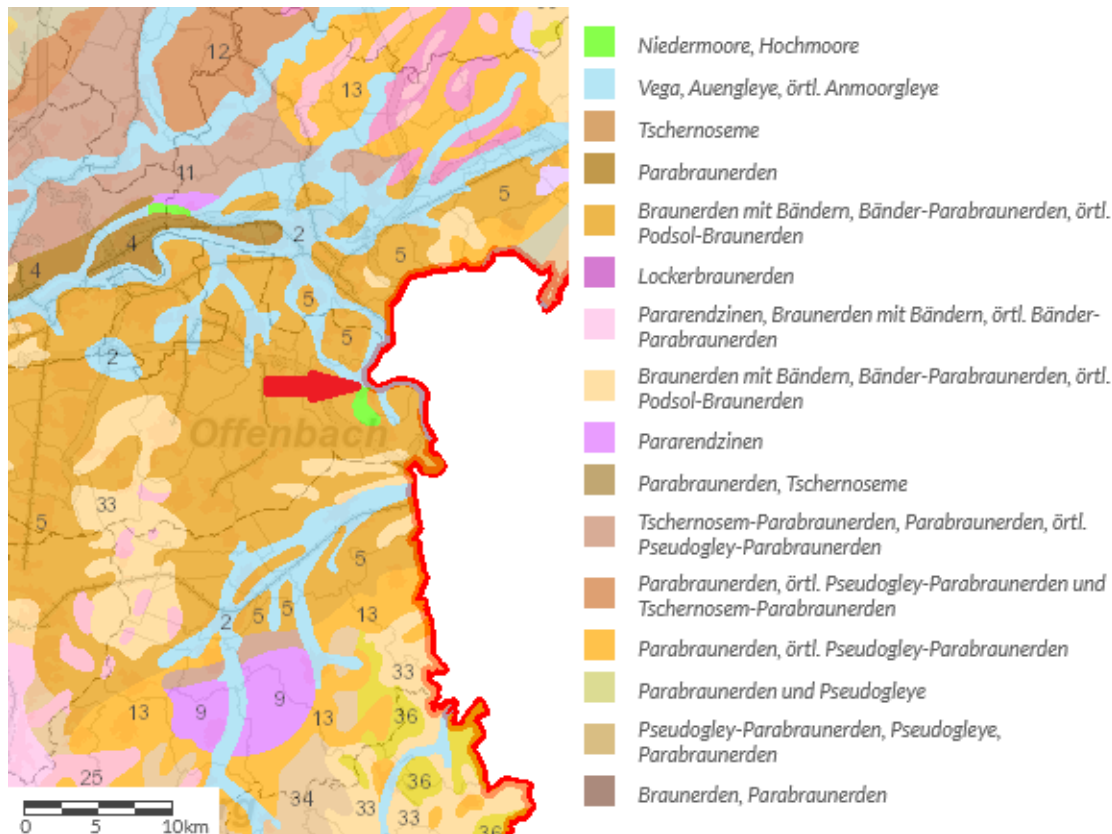 12
13
11
5
4
2
4
5
5
5
2
Offenbach
33
5
5
2
5
5
13
33
9
9
13
13
36
25
36
34
33
33
36
0 5 10km
Niedermoore, Hochmoore
Vega, Auengleye, örtl. Anmoorgleye
Tschernoseme
Parabraunerden
Braunerden mit Bändern, Bänder-Parabraunerden, örtl.
Podsol-Braunerden
Lockerbraunerden
Pararendzinen, Braunerden mit Bändern, örtl. Bänder-
Parabraunerden
Braunerden mit Bändern, Bänder-Parabraunerden, örtl.
Podsol-Braunerden
Pararendzinen
Parabraunerden, Tschernoseme
Tschernosem-Parabraunerden, Parabraunerden, örtl.
Pseudogley-Parabraunerden
Parabraunerden, örtl. Pseudogley-Parabraunerden und
Tschernosem-Parabraunerden
Parabraunerden, örtl. Pseudogley-Parabraunerden
Parabraunerden und Pseudogleye
Pseudogley-Parabraunerden, Pseudogleye,
Parabraunerden
Braunerden, Parabraunerden